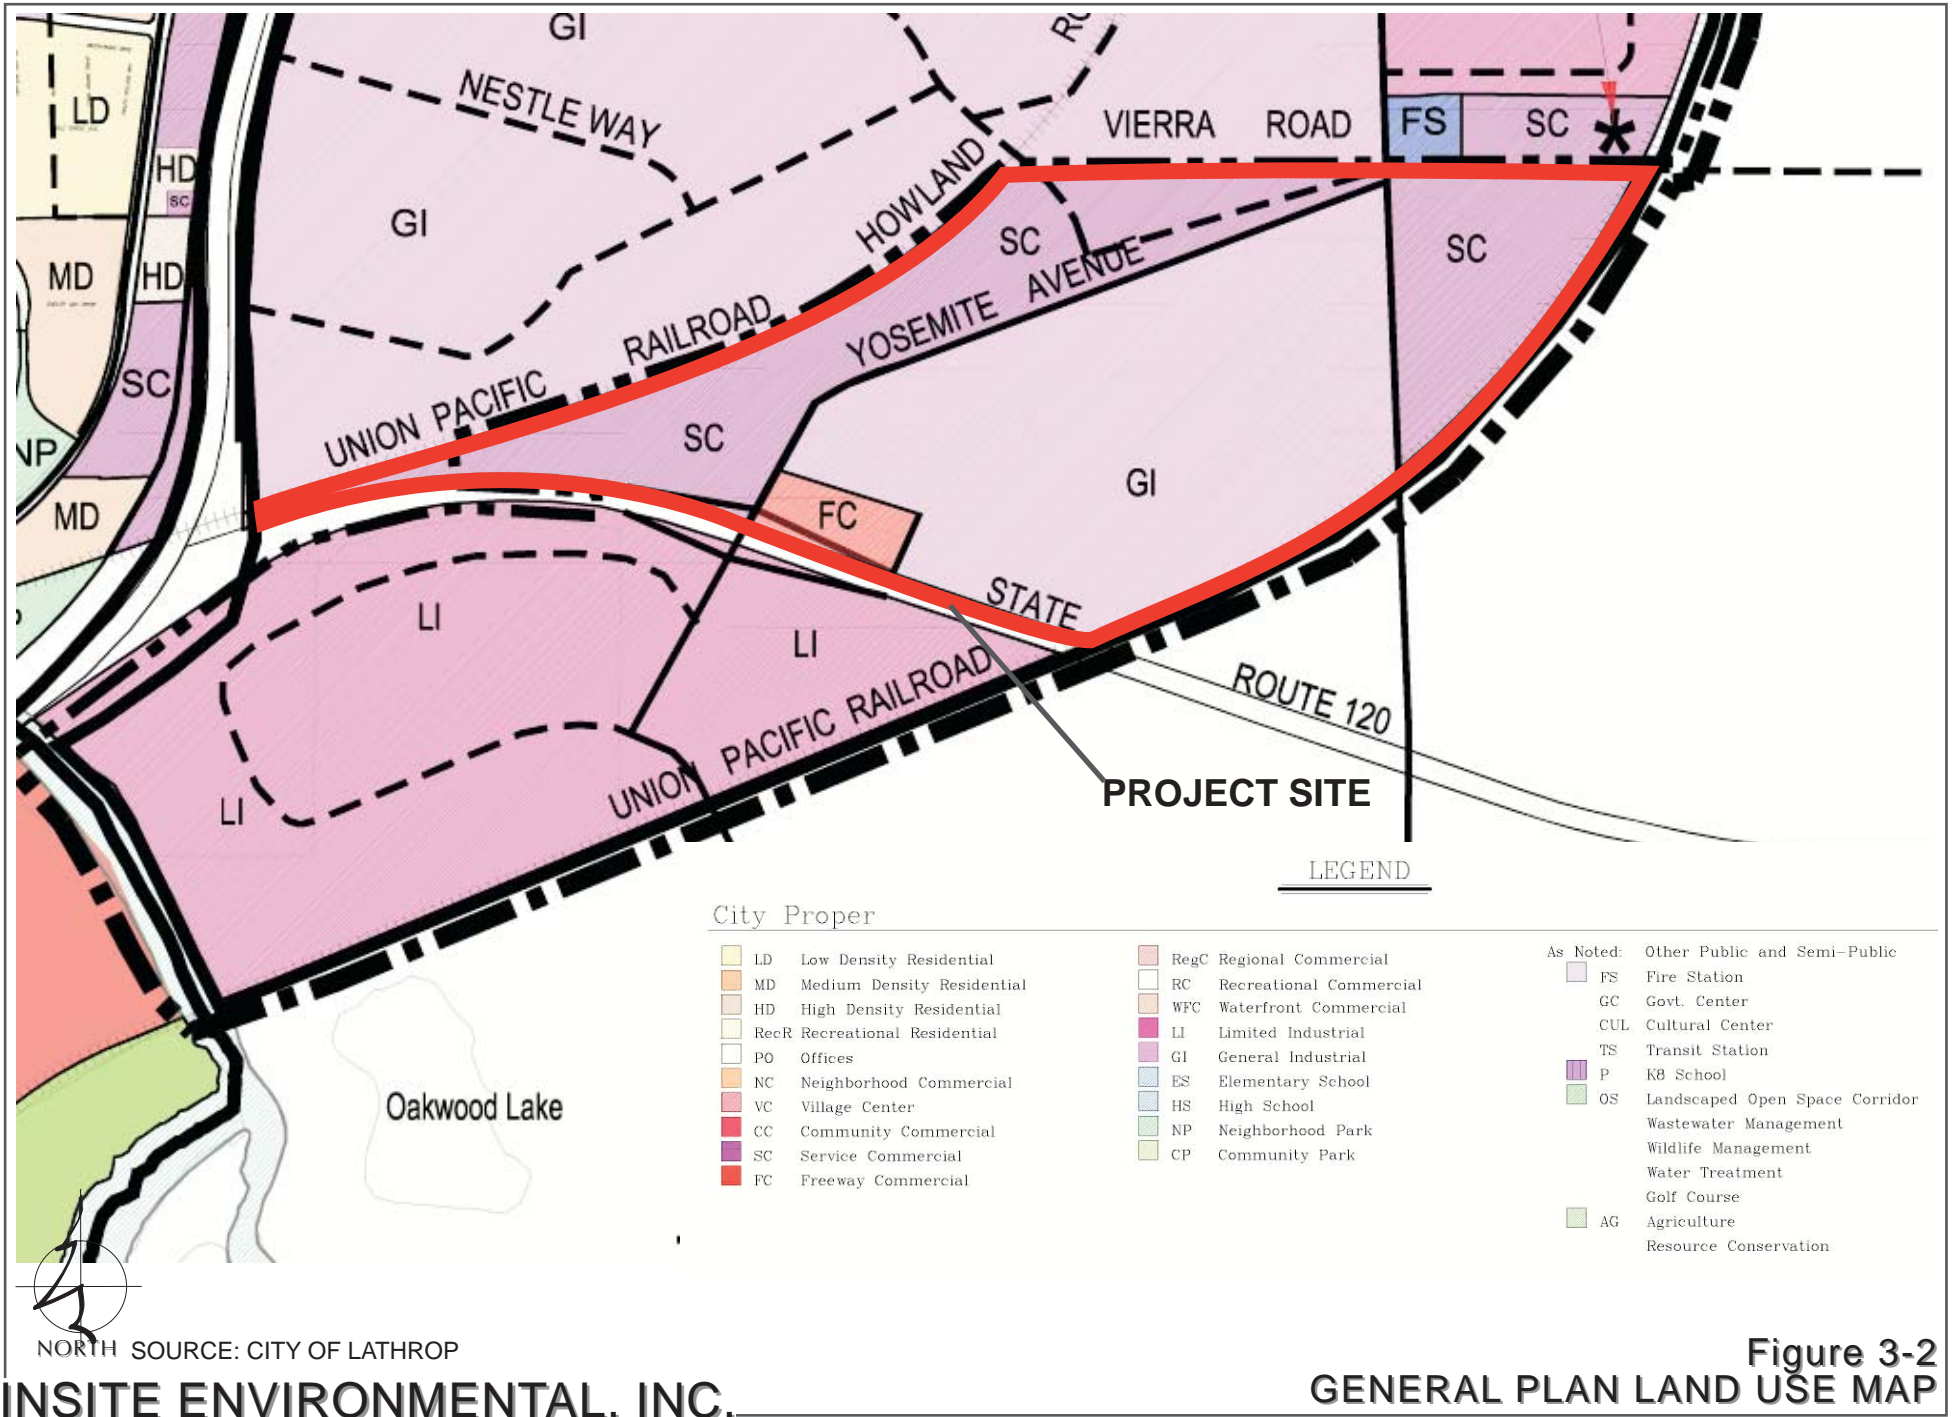 GI
NESTLE WAY
LD
HD
SC
GI
MD
HD
SC
NP
MD
VIERRA ROAD
FS
SC
*
HOWLAND
SC
SC
YOSEMITE AVENUE
UNION PACIFIC RAILROAD
SC
GI
FC
STATE
ROUTE 120
LI
LI
LI
UNION PACIFIC RAILROAD
PROJECT SITE
Oakwood Lake
LEGEND
City Proper
LD Low Density Residential
MD Medium Density Residential
HD High Density Residential
RecR Recreational Residential
PO Offices
NC Neighborhood Commercial
VC Village Center
CC Community Commercial
SC Service Commercial
FC Freeway Commercial
RegC Regional Commercial
RC Recreational Commercial
WFC Waterfront Commercial
LI Limited Industrial
GI General Industrial
ES Elementary School
HS High School
NP Neighborhood Park
CP Community Park
As Noted: Other Public and Semi-Public
FS Fire Station
GC Govt. Center
CUL Cultural Center
TS Transit Station
P K8 School
OS Landscaped Open Space Corridor
Wastewater Management
Wildlife Management
Water Treatment
Golf Course
AG Agriculture
Resource Conservation
NORTH
SOURCE: CITY OF LATHROP
INSITE ENVIRONMENTAL, INC.
Figure 3-2
GENERAL PLAN LAND USE MAP